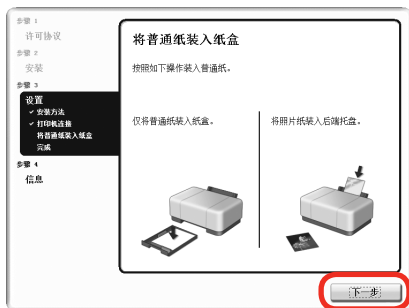 步骤 1
许可协议
步骤 2
安装
步骤 3
设置
安装方法
打印机连接
将普通纸装入纸盒
完成
步骤 4
信息
将普通纸装入纸盒
按照如下操作装入普通纸。
仅将普通纸装入纸盒。
将照片纸装入后端托盘。
下一步